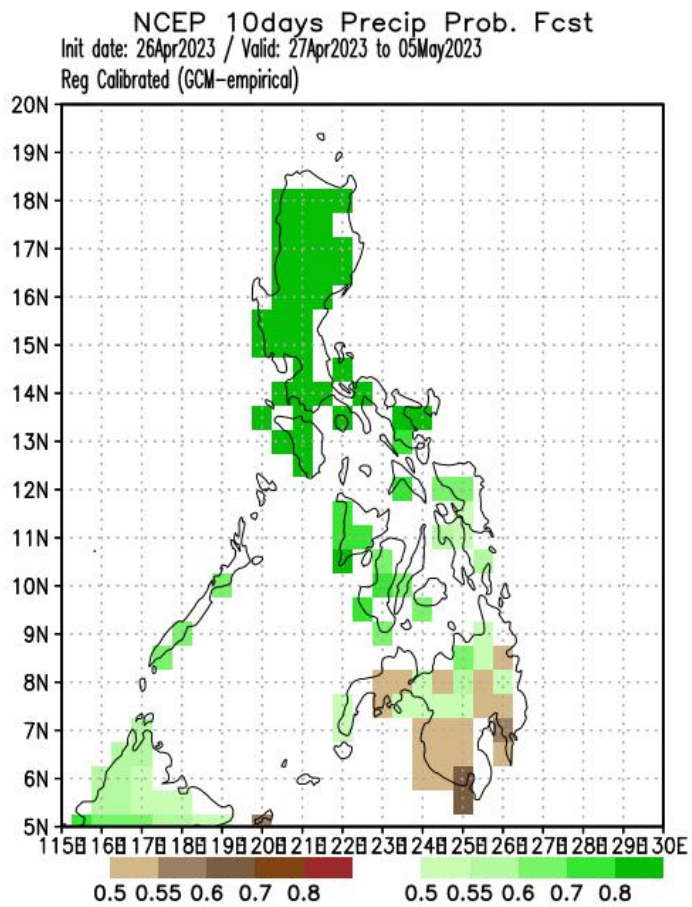 NCEP 10days Precip Prob. Fcst
Init date: 26Apr2023 / Valid: 27Apr2023 to 05May2023
Reg Calibrated (GCM-empirical)
20N
19N
18N
17N
16N
15N
14N
13N
12N
11N
10N
9N
8N
7N
6N
5N
115E 116E 117E 118E 119E 120E 121E 122E 123E 124E 125E 126E 127E 128E 129E 130E
0.5 0.55 0.6 0.7 0.8 0.5 0.55 0.6 0.7 0.8